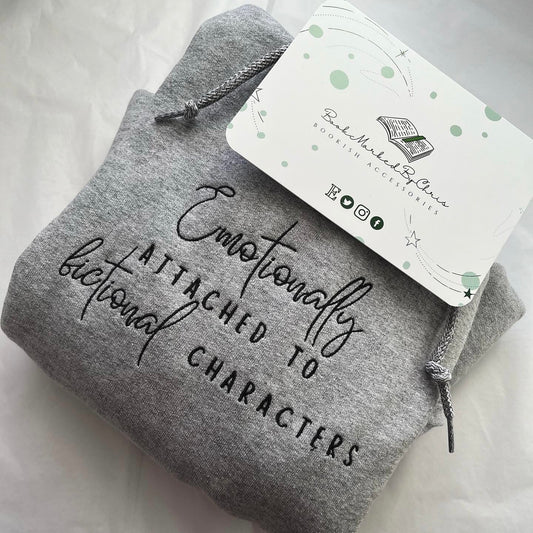 BookMarkedByChris
BOOKISH ACCESSORIES
E
Emotionally
ATTACHED TO
fictional CHARACTERS